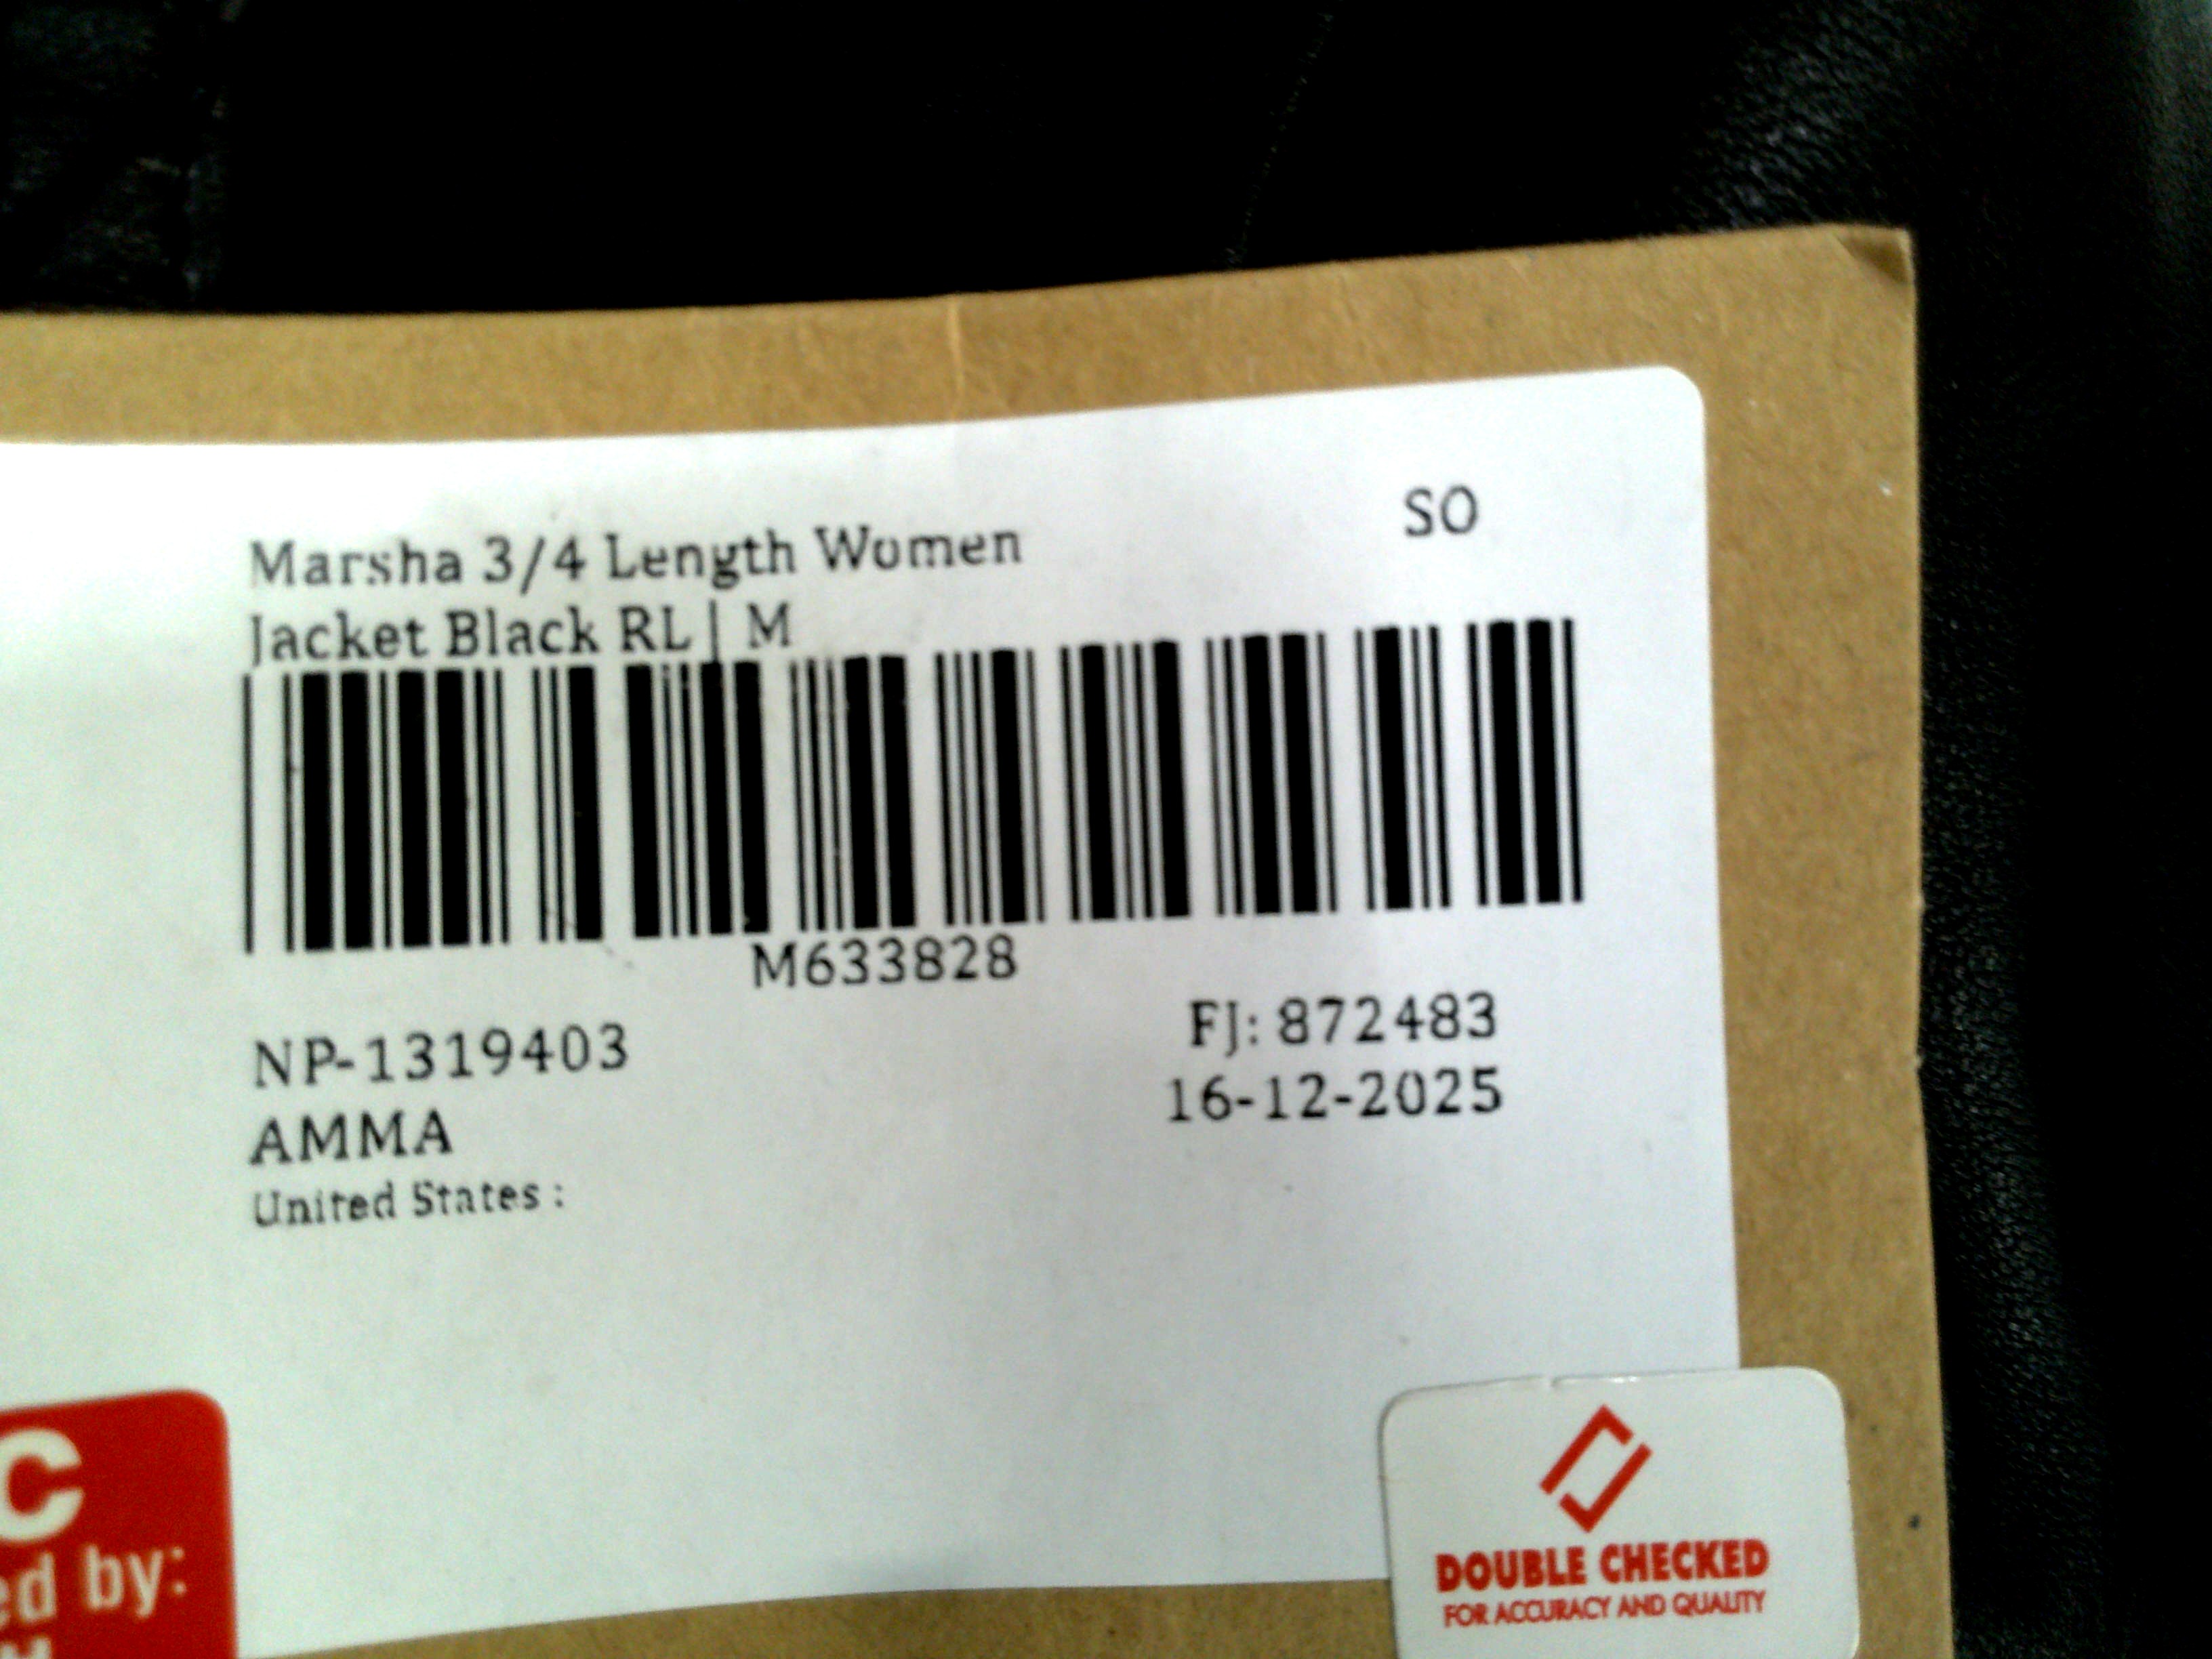 SO
Marsha 3/4 Length Women
Jacket Black RL | M
M633828
NP-1319403
FJ: 872483
AMMA
16-12-2025
United States :
C
ed by:
DOUBLE CHECKED
FOR ACCURACY AND QUALITY